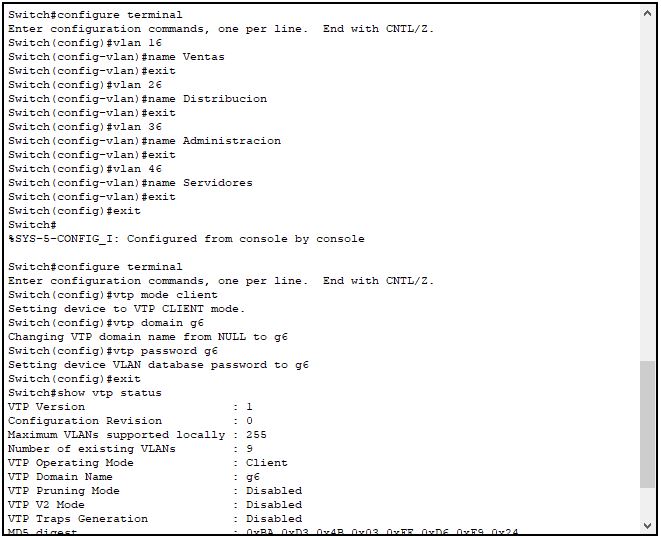 Switch#configure terminal
Enter configuration commands, one per line.  End with CNTL/Z.
Switch(config)#vlan 16
Switch(config-vlan)#name Ventas
Switch(config-vlan)#exit
Switch(config)#vlan 26
Switch(config-vlan)#name Distribucion
Switch(config-vlan)#exit
Switch(config)#vlan 36
Switch(config-vlan)#name Administracion
Switch(config-vlan)#exit
Switch(config)#vlan 46
Switch(config-vlan)#name Servidores
Switch(config-vlan)#exit
Switch(config)#exit
Switch#
%SYS-5-CONFIG_I: Configured from console by console
Switch#configure terminal
Enter configuration commands, one per line.  End with CNTL/Z.
Switch(config)#vtp mode client
Setting device to VTP CLIENT mode.
Switch(config)#vtp domain g6
Changing VTP domain name from NULL to g6
Switch(config)#vtp password g6
Setting device VLAN database password to g6
Switch(config)#exit
Switch#show vtp status
VTP Version                     : 1
Configuration Revision          : 0
Maximum VLANs supported locally : 255
Number of existing VLANs        : 9
VTP Operating Mode              : Client
VTP Domain Name                 : g6
VTP Pruning Mode                : Disabled
VTP V2 Mode                     : Disabled
VTP Traps Generation            : Disabled
MD5 digest                      : 0xBA 0xD3 0x4B 0x03 0xFE 0xD6 0xF9 0x24